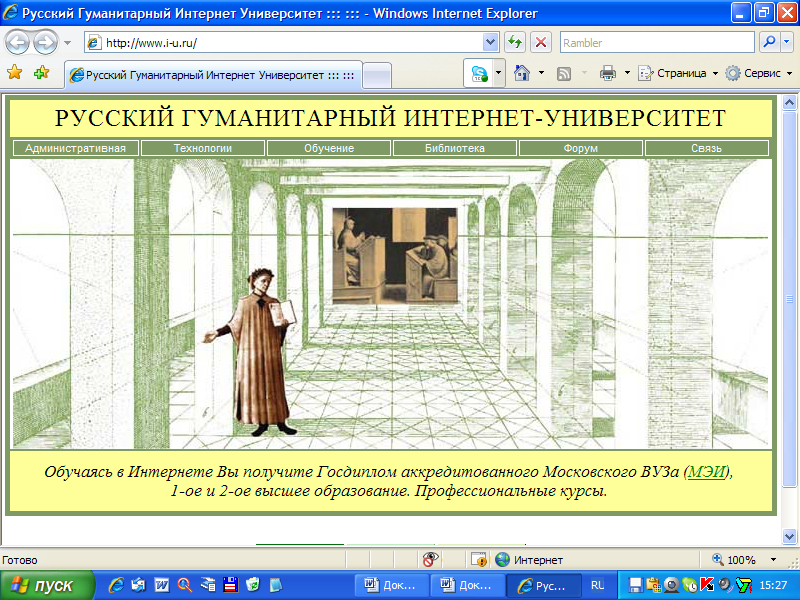 Русский Гуманитарный Интернет Университет ::: ::: - Windows Internet Explorer
http://www.i-u.ru/
Rambler
Русский Гуманитарный Интернет Университет ::: :::
Страница
Сервис
РУССКИЙ ГУМАНИТАРНЫЙ ИНТЕРНЕТ-УНИВЕРСИТЕТ
Административная Технологии Обучение Библиотека Форум Связь
Обучаясь в Интернете Вы получите Госдиплом аккредитованного Московского ВУЗа (МЭИ),
1-ое и 2-ое высшее образование. Профессиональные курсы.
Готово
Интернет
100%
пуск
Док...
Док...
Рус...
RU
15:27